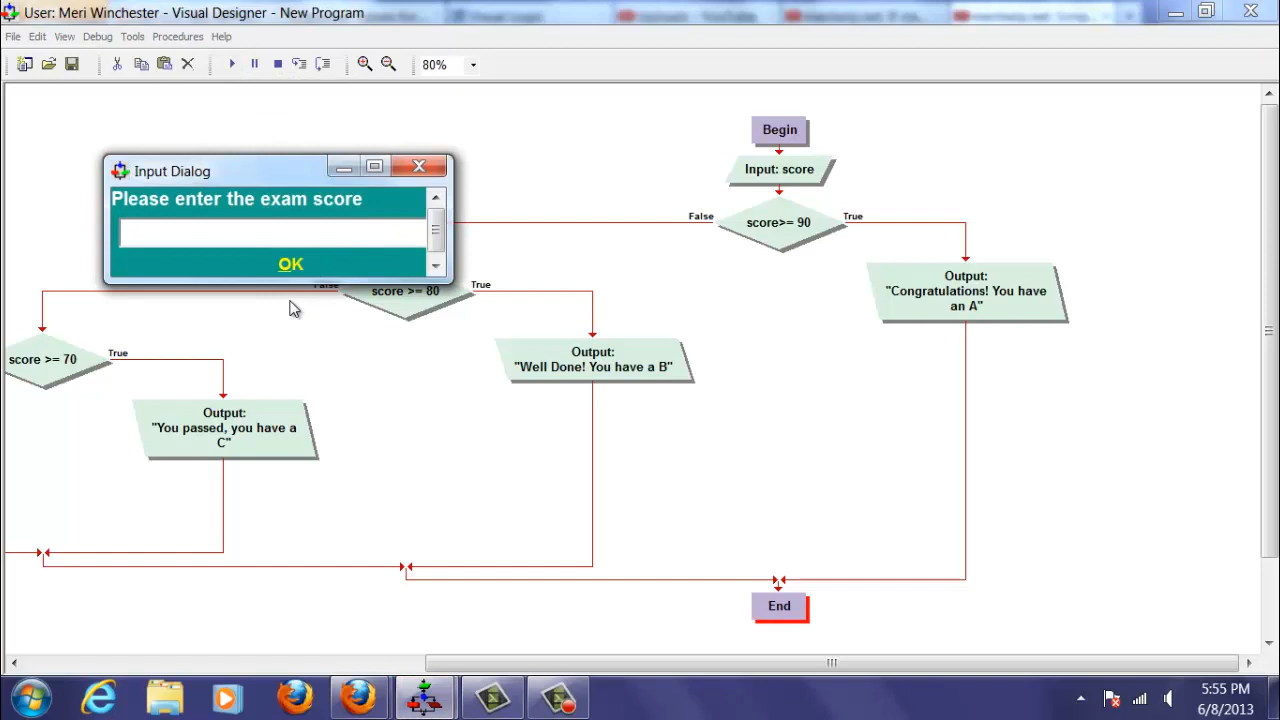 User: Meri Winchester - Visual Designer - New Program
File Edit View Debug Tools Procedures Help
80%
Begin
Input: score
False
score>= 90
True
Input Dialog
Please enter the exam score
OK
Output:
"Congratulations! You have
an A"
False
score >= 80
True
Output:
"Well Done! You have a B"
score >= 70
True
Output:
"You passed, you have a
C"
End
5:55 PM
6/8/2013